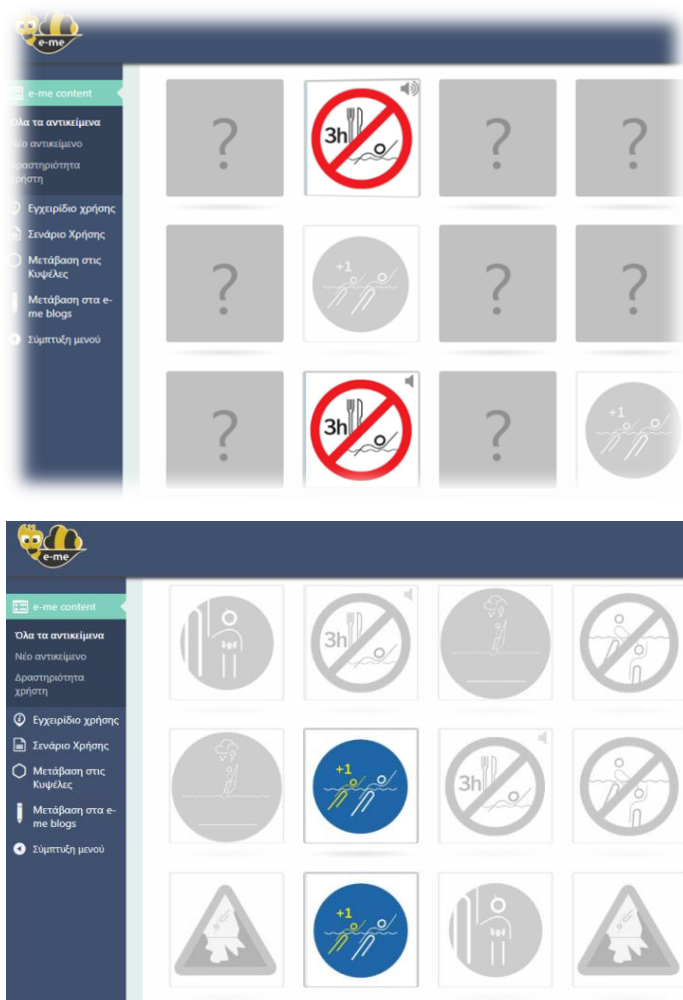 e-me
e-me content
Όλα τα αντικείμενα
Νέο αντικείμενο
Δραστηριότητα
χρήστη
Εγχειρίδιο χρήσης
Σενάριο Χρήσης
Μετάβαση στις
Κυψέλες
Μετάβαση στα e-
me blogs
Σύμπτυξη μενού
? 3h ? ?
? +1 ? ?
? 3h ? +1
e-me
e-me content
Όλα τα αντικείμενα
Νέο αντικείμενο
Δραστηριότητα
χρήστη
Εγχειρίδιο χρήσης
Σενάριο Χρήσης
Μετάβαση στις
Κυψέλες
Μετάβαση στα e-
me blogs
Σύμπτυξη μενού
3h
+1 3h
+1